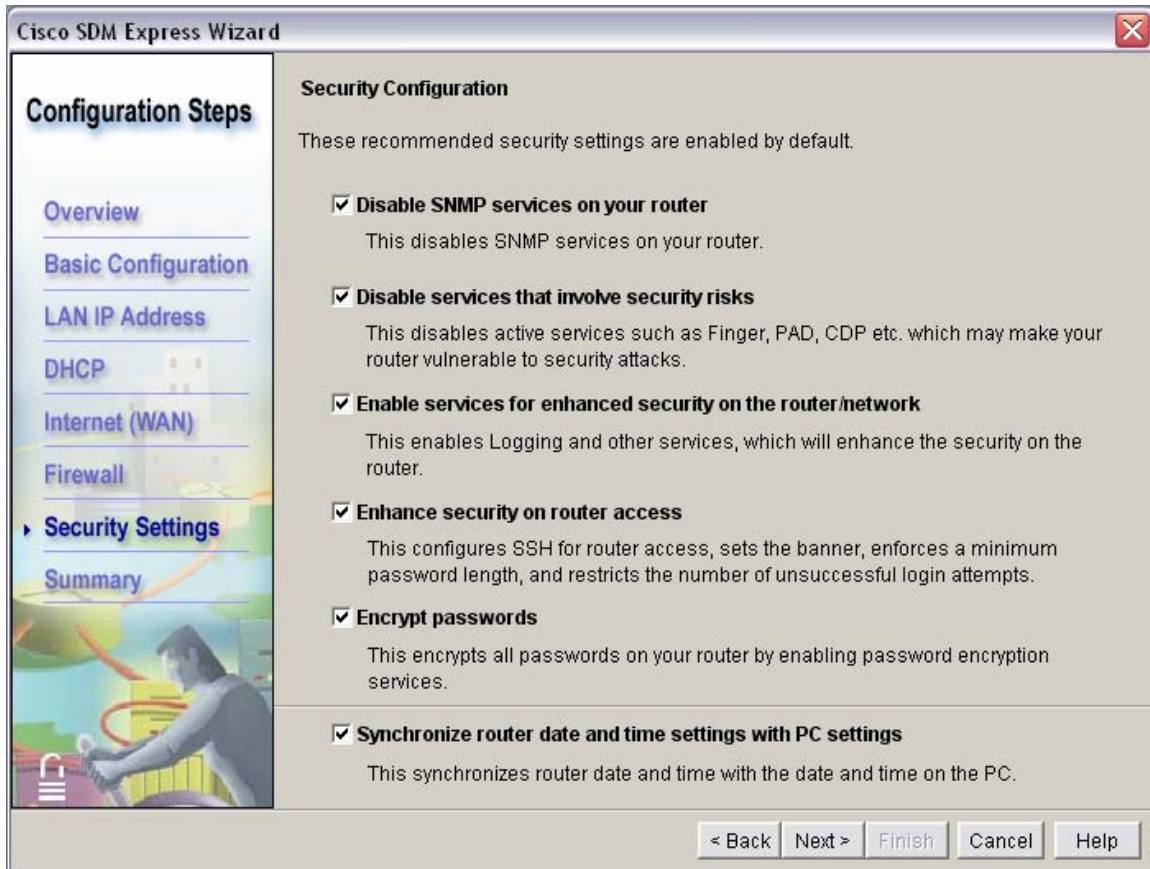 Cisco SDM Express Wizard
Configuration Steps
Overview
Basic Configuration
LAN IP Address
DHCP
Internet (WAN)
Firewall
Security Settings
Summary
Security Configuration
These recommended security settings are enabled by default.
Disable SNMP services on your router
This disables SNMP services on your router.
Disable services that involve security risks
This disables active services such as Finger, PAD, CDP etc. which may make your
router vulnerable to security attacks.
Enable services for enhanced security on the router/network
This enables Logging and other services, which will enhance the security on the
router.
Enhance security on router access
This configures SSH for router access, sets the banner, enforces a minimum
password length, and restricts the number of unsuccessful login attempts.
Encrypt passwords
This encrypts all passwords on your router by enabling password encryption
services.
Synchronize router date and time settings with PC settings
This synchronizes router date and time with the date and time on the PC.
< Back Next > Finish Cancel Help